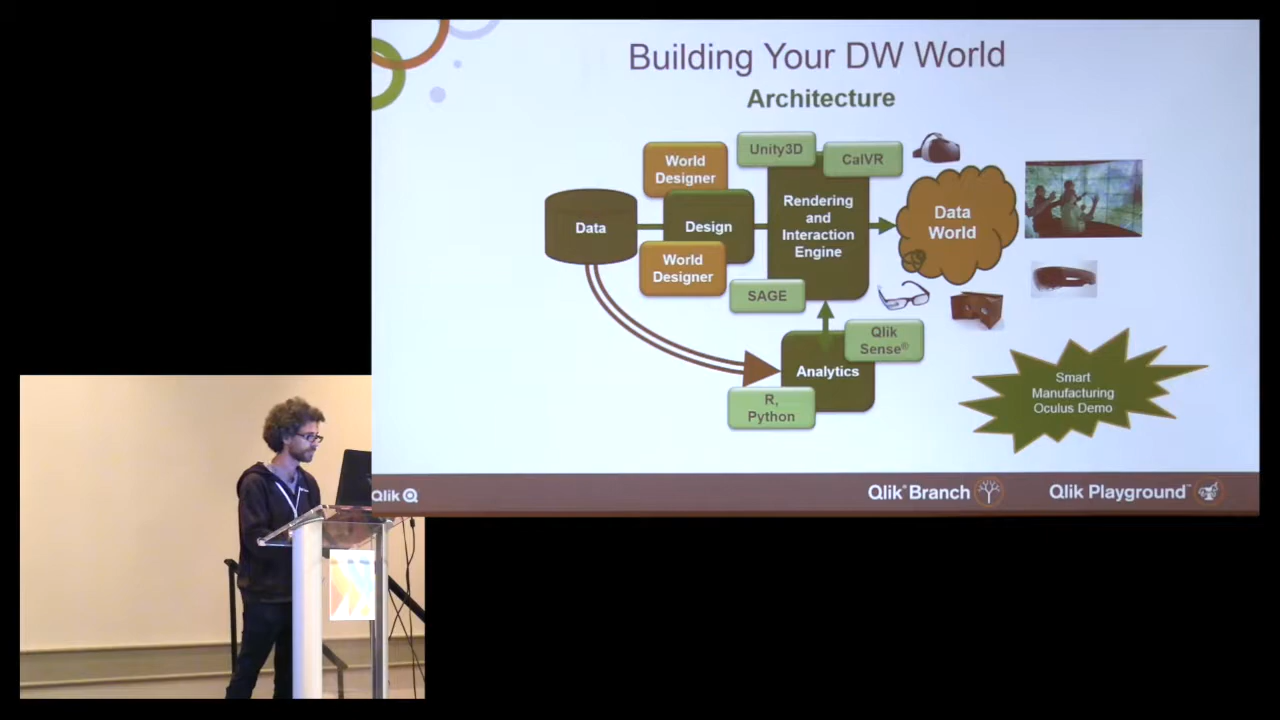 Building Your DW World
Architecture
Unity3D
CalVR
World
Designer
Data
Design
Rendering
and
Interaction
Engine
Data
World
World
Designer
SAGE
Qlik
Sense®
Analytics
R,
Python
Smart
Manufacturing
Oculus Demo
Qlik
Qlik® Branch
Qlik Playground™